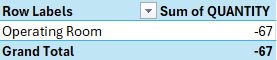 Row Labels Sum of QUANTITY
Operating Room -67
Grand Total -67